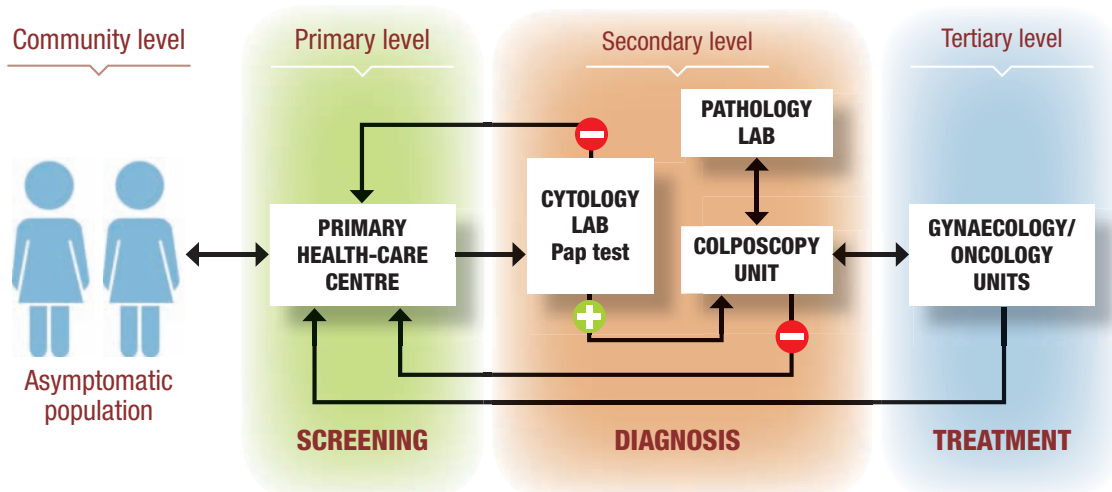 Community level
Primary level
Secondary level
Tertiary level
PATHOLOGY
LAB
CYTOLOGY
LAB
Pap test
PRIMARY
HEALTH-CARE
CENTRE
COLPOSCOPY
UNIT
GYNAECOLOGY/
ONCOLOGY
UNITS
Asymptomatic
population
SCREENING
DIAGNOSIS
TREATMENT